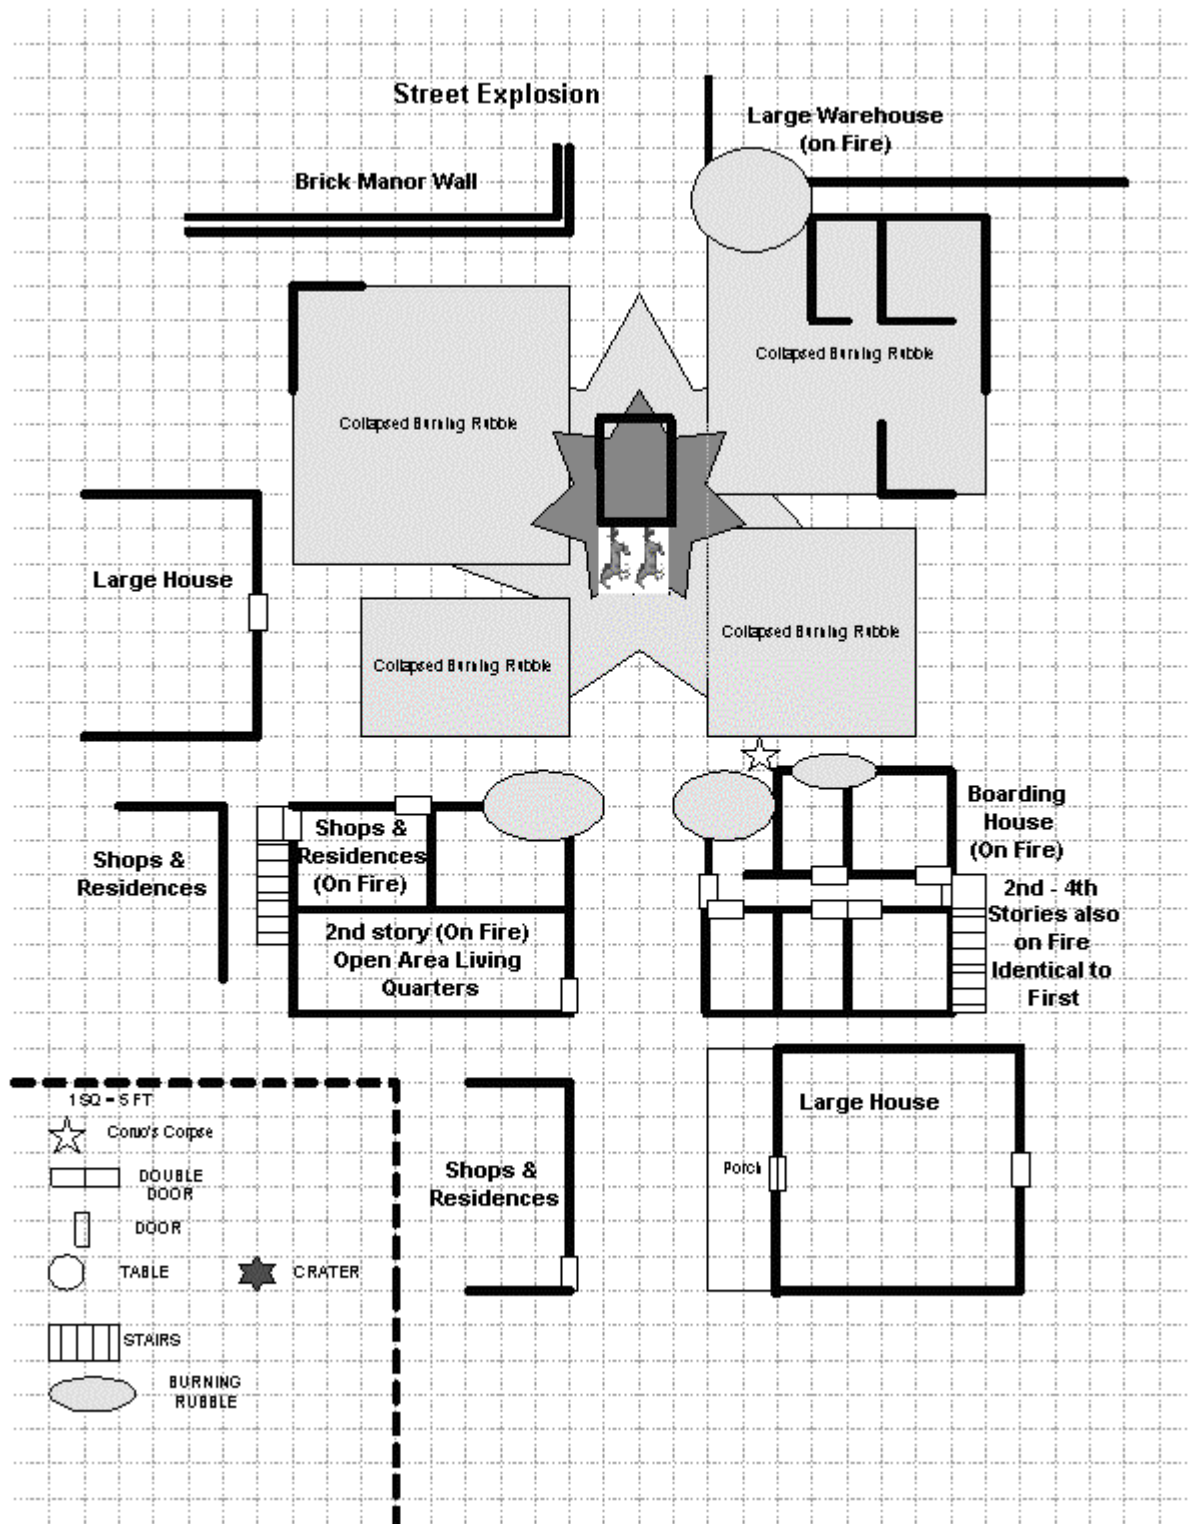 Street Explosion
Large Warehouse
(on Fire)
Brick Manor Wall
Collapsed Burning Rubble
Collapsed Burning Rubble
Large House
Collapsed Burning Rubble
Collapsed Burning Rubble
Boarding
House
(On Fire)
Shops &
Residences
(On Fire)
Shops &
Residences
2nd - 4th
Stories also
on Fire
Identical to
First
2nd story (On Fire)
Open Area Living
Quarters
1 SQ = 5 FT
Corpse
DOUBLE
DOOR
DOOR
TABLE
CRATER
STAIRS
BURNING
RUBBLE
Large House
Porch
Shops &
Residences